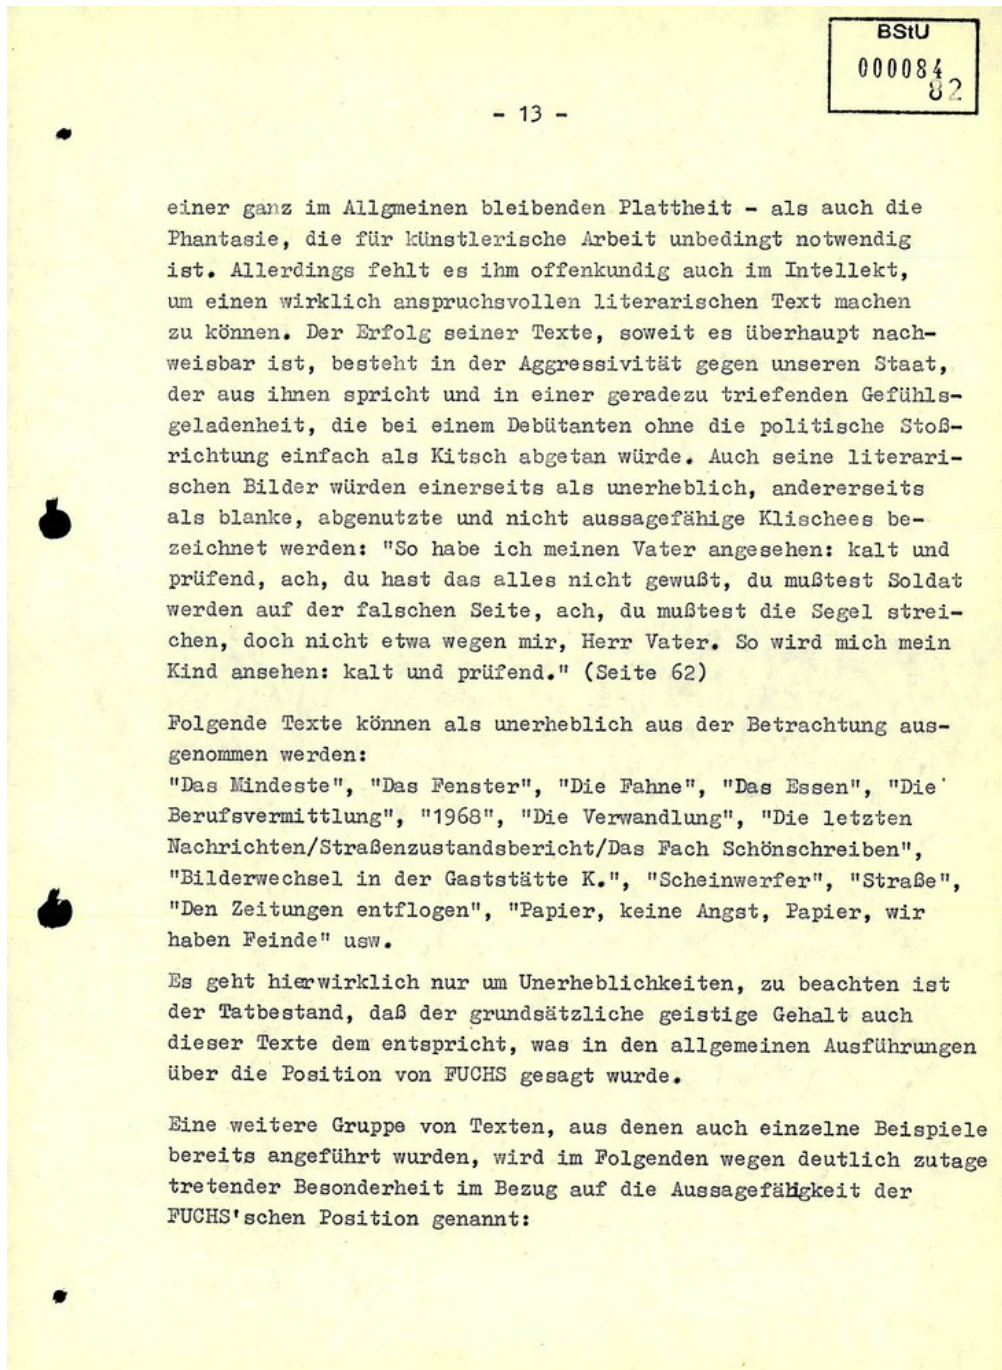 BStU
000084
82
- 13 -
einer ganz im Allgmeinen bleibenden Plattheit - als auch die
Phantasie, die für künstlerische Arbeit unbedingt notwendig
ist. Allerdings fehlt es ihm offenkundig auch im Intellekt,
um einen wirklich anspruchsvollen literarischen Text machen
zu können. Der Erfolg seiner Texte, soweit es überhaupt nach-
weisbar ist, besteht in der Aggressivität gegen unseren Staat,
der aus ihnen spricht und in einer geradezu triefenden Gefühls-
geladenheit, die bei einem Debütanten ohne die politische Stoß-
richtung einfach als Kitsch abgetan würde. Auch seine literari-
schen Bilder würden einerseits als unerheblich, andererseits
als blanke, abgenutzte und nicht aussagefähige Klischees be-
zeichnet werden: "So habe ich meinen Vater angesehen: kalt und
prüfend, ach, du hast das alles nicht gewußt, du mußtest Soldat
werden auf der falschen Seite, ach, du mußtest die Segel strei-
chen, doch nicht etwa wegen mir, Herr Vater. So wird mich mein
Kind ansehen: kalt und prüfend." (Seite 62)
Folgende Texte können als unerheblich aus der Betrachtung aus-
genommen werden:
"Das Mindeste", "Das Fenster", "Die Fahne", "Das Essen", "Die
Berufsvermittlung", "1968", "Die Verwandlung", "Die letzten
Nachrichten/Straßenzustandsbericht/Das Fach Schönschreiben",
"Bilderwechsel in der Gaststätte K.", "Scheinwerfer", "Straße",
"Den Zeitungen entflogen", "Papier, keine Angst, Papier, wir
haben Feinde" usw.
Es geht hierwirklich nur um Unerheblichkeiten, zu beachten ist
der Tatbestand, daß der grundsätzliche geistige Gehalt auch
dieser Texte dem entspricht, was in den allgemeinen Ausführungen
über die Position von FUCHS gesagt wurde.
Eine weitere Gruppe von Texten, aus denen auch einzelne Beispiele
bereits angeführt wurden, wird im Folgenden wegen deutlich zutage
tretender Besonderheit im Bezug auf die Aussagefähigkeit der
FUCHS'schen Position genannt: